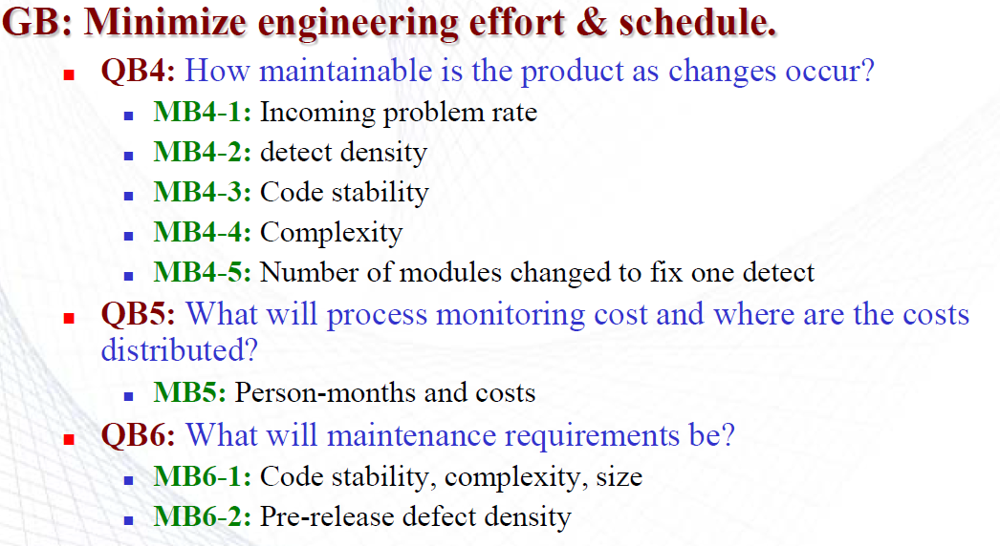 GB: Minimize engineering effort & schedule.
QB4: How maintainable is the product as changes occur?
MB4-1: Incoming problem rate
MB4-2: detect density
MB4-3: Code stability
MB4-4: Complexity
MB4-5: Number of modules changed to fix one detect
QB5: What will process monitoring cost and where are the costs
distributed?
MB5: Person-months and costs
QB6: What will maintenance requirements be?
MB6-1: Code stability, complexity, size
MB6-2: Pre-release defect density